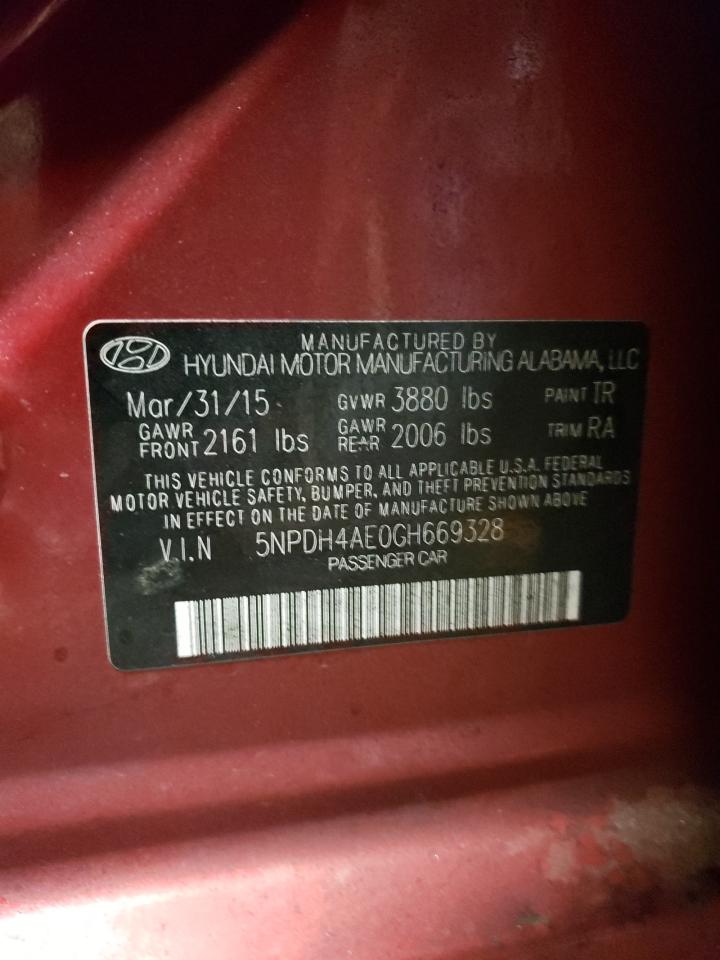 MANUFACTURED BY
HYUNDAI MOTOR MANUFACTURING ALABAMA, LLC
Mar/31/15 GVWR 3880 lbs PAINT TR
GAWR FRONT 2161 lbs GAWR REAR 2006 lbs TRIM RA
THIS VEHICLE CONFORMS TO ALL APPLICABLE U.S.A. FEDERAL
MOTOR VEHICLE SAFETY, BUMPER, AND THEFT PREVENTION STANDARDS
IN EFFECT ON THE DATE OF MANUFACTURE SHOWN ABOVE
V.I.N 5NPDH4AE0GH669328
PASSENGER CAR